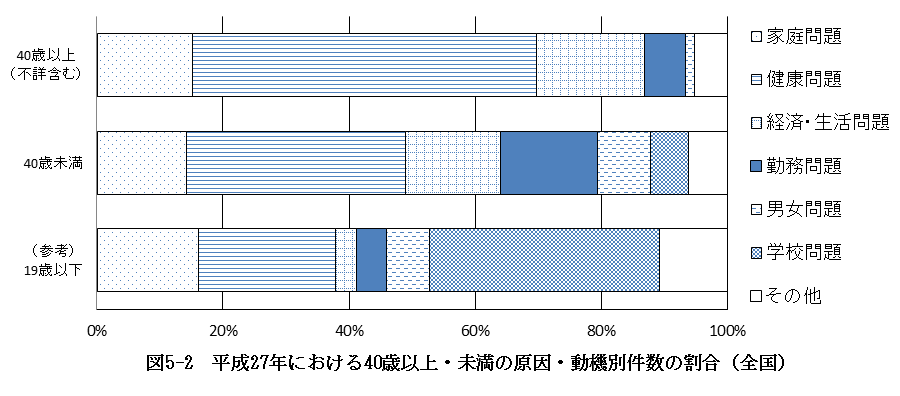 40歳以上
（不詳含む）
40歳未満
（参考）
19歳以下
0%
20%
40%
60%
80%
100%
家庭問題
健康問題
経済・生活問題
勤務問題
男女問題
学校問題
その他
図5-2　平成27年における40歳以上・未満の原因・動機別件数の割合（全国）